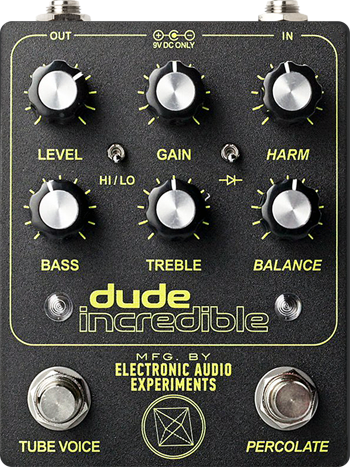 OUT
IN
9V DC ONLY
LEVEL
GAIN
HARM
HI / LO
BASS
TREBLE
BALANCE
dude
incredible
MFG. BY
ELECTRONIC AUDIO
EXPERIMENTS
TUBE VOICE
PERCOLATE